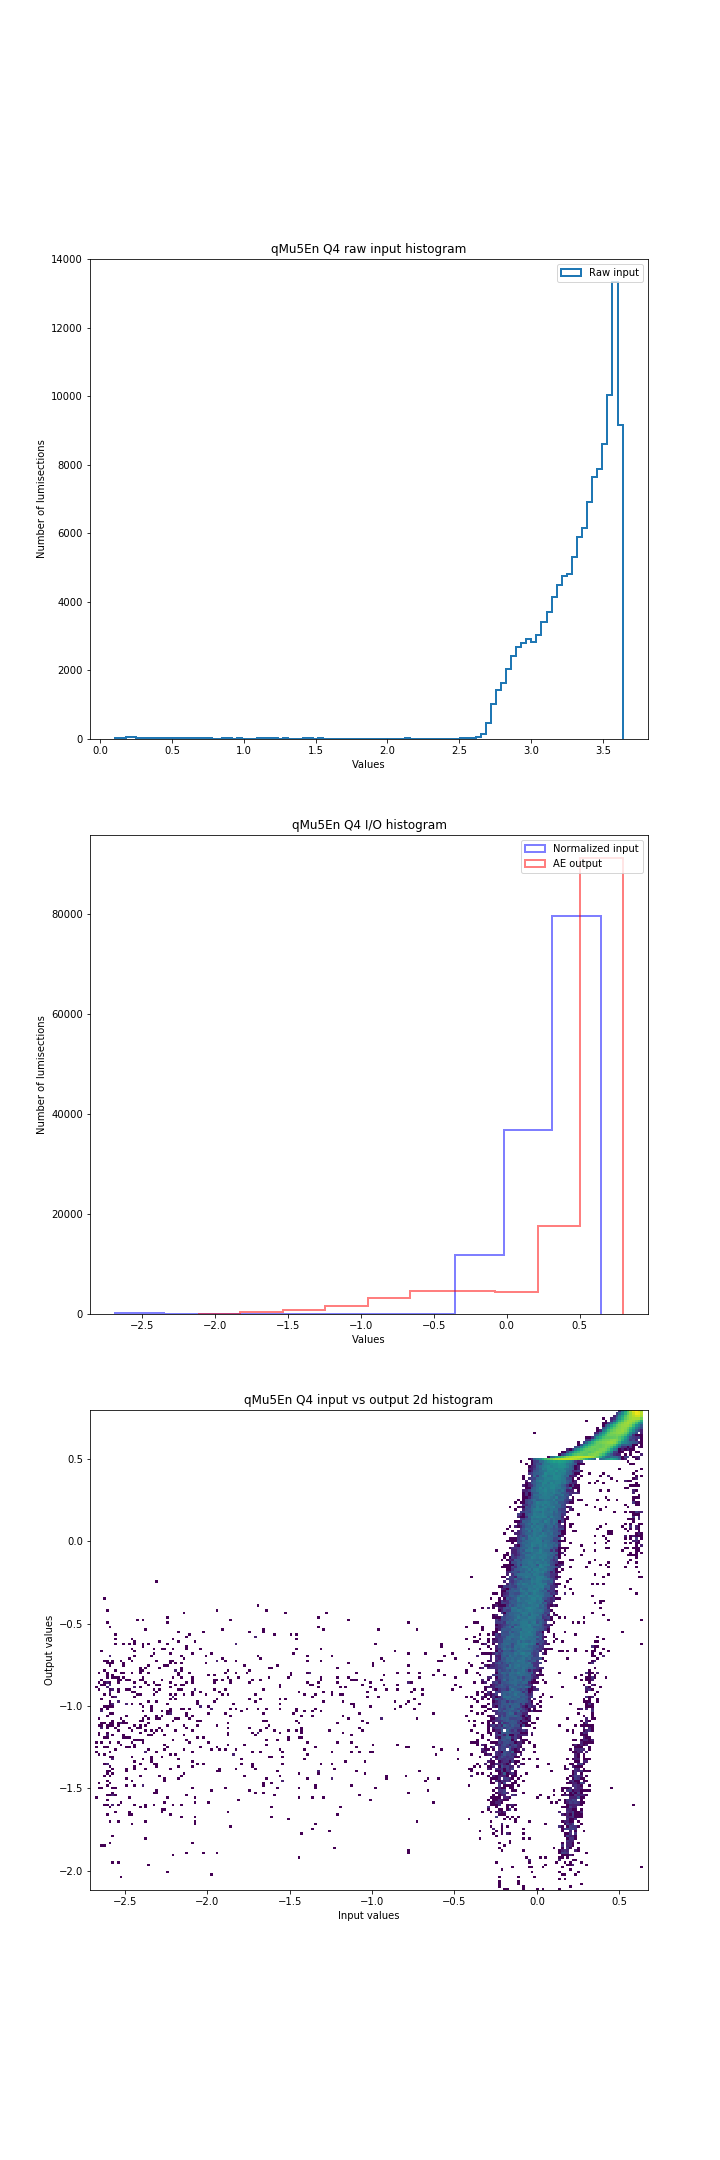 qMu5En Q4 raw input histogram
14000
Raw input
12000
10000
8000
6000
4000
2000
0
Number of lumisections
0.0 0.5 1.0 1.5 2.0 2.5 3.0 3.5
Values
qMu5En Q4 I/O histogram
Normalized input
AE output
80000
60000
40000
20000
0
Number of lumisections
−2.5 −2.0 −1.5 −1.0 −0.5 0.0 0.5
Values
qMu5En Q4 input vs output 2d histogram
0.5
0.0
−0.5
−1.0
−1.5
−2.0
Output values
−2.5 −2.0 −1.5 −1.0 −0.5 0.0 0.5
Input values